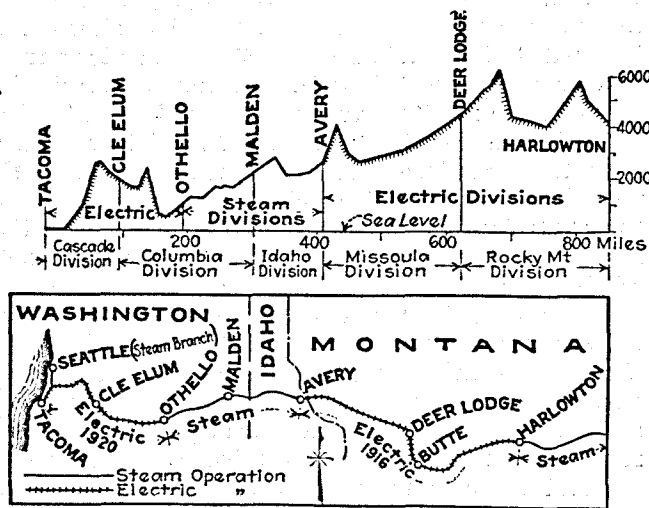 TACOMA
CLE ELUM
OTHELLO
MALDEN
AVERY
DEER LODGE
HARLOWTON
6000
4000
2000
Electric
Steam
Divisions
Electric Divisions
Sea Level
200
400
600
800 Miles
Cascade
Division
Columbia
Division
Idaho
Division
Missoula
Division
Rocky Mt
Division
WASHINGTON
IDAHO
MONTANA
SEATTLE (Steam Branch)
CLE ELUM
TACOMA
Electric
1920
OTHELLO
MALDEN
Steam
AVERY
Electric
1916
DEER LODGE
BUTTE
HARLOWTON
Steam
Steam Operation
Electric "